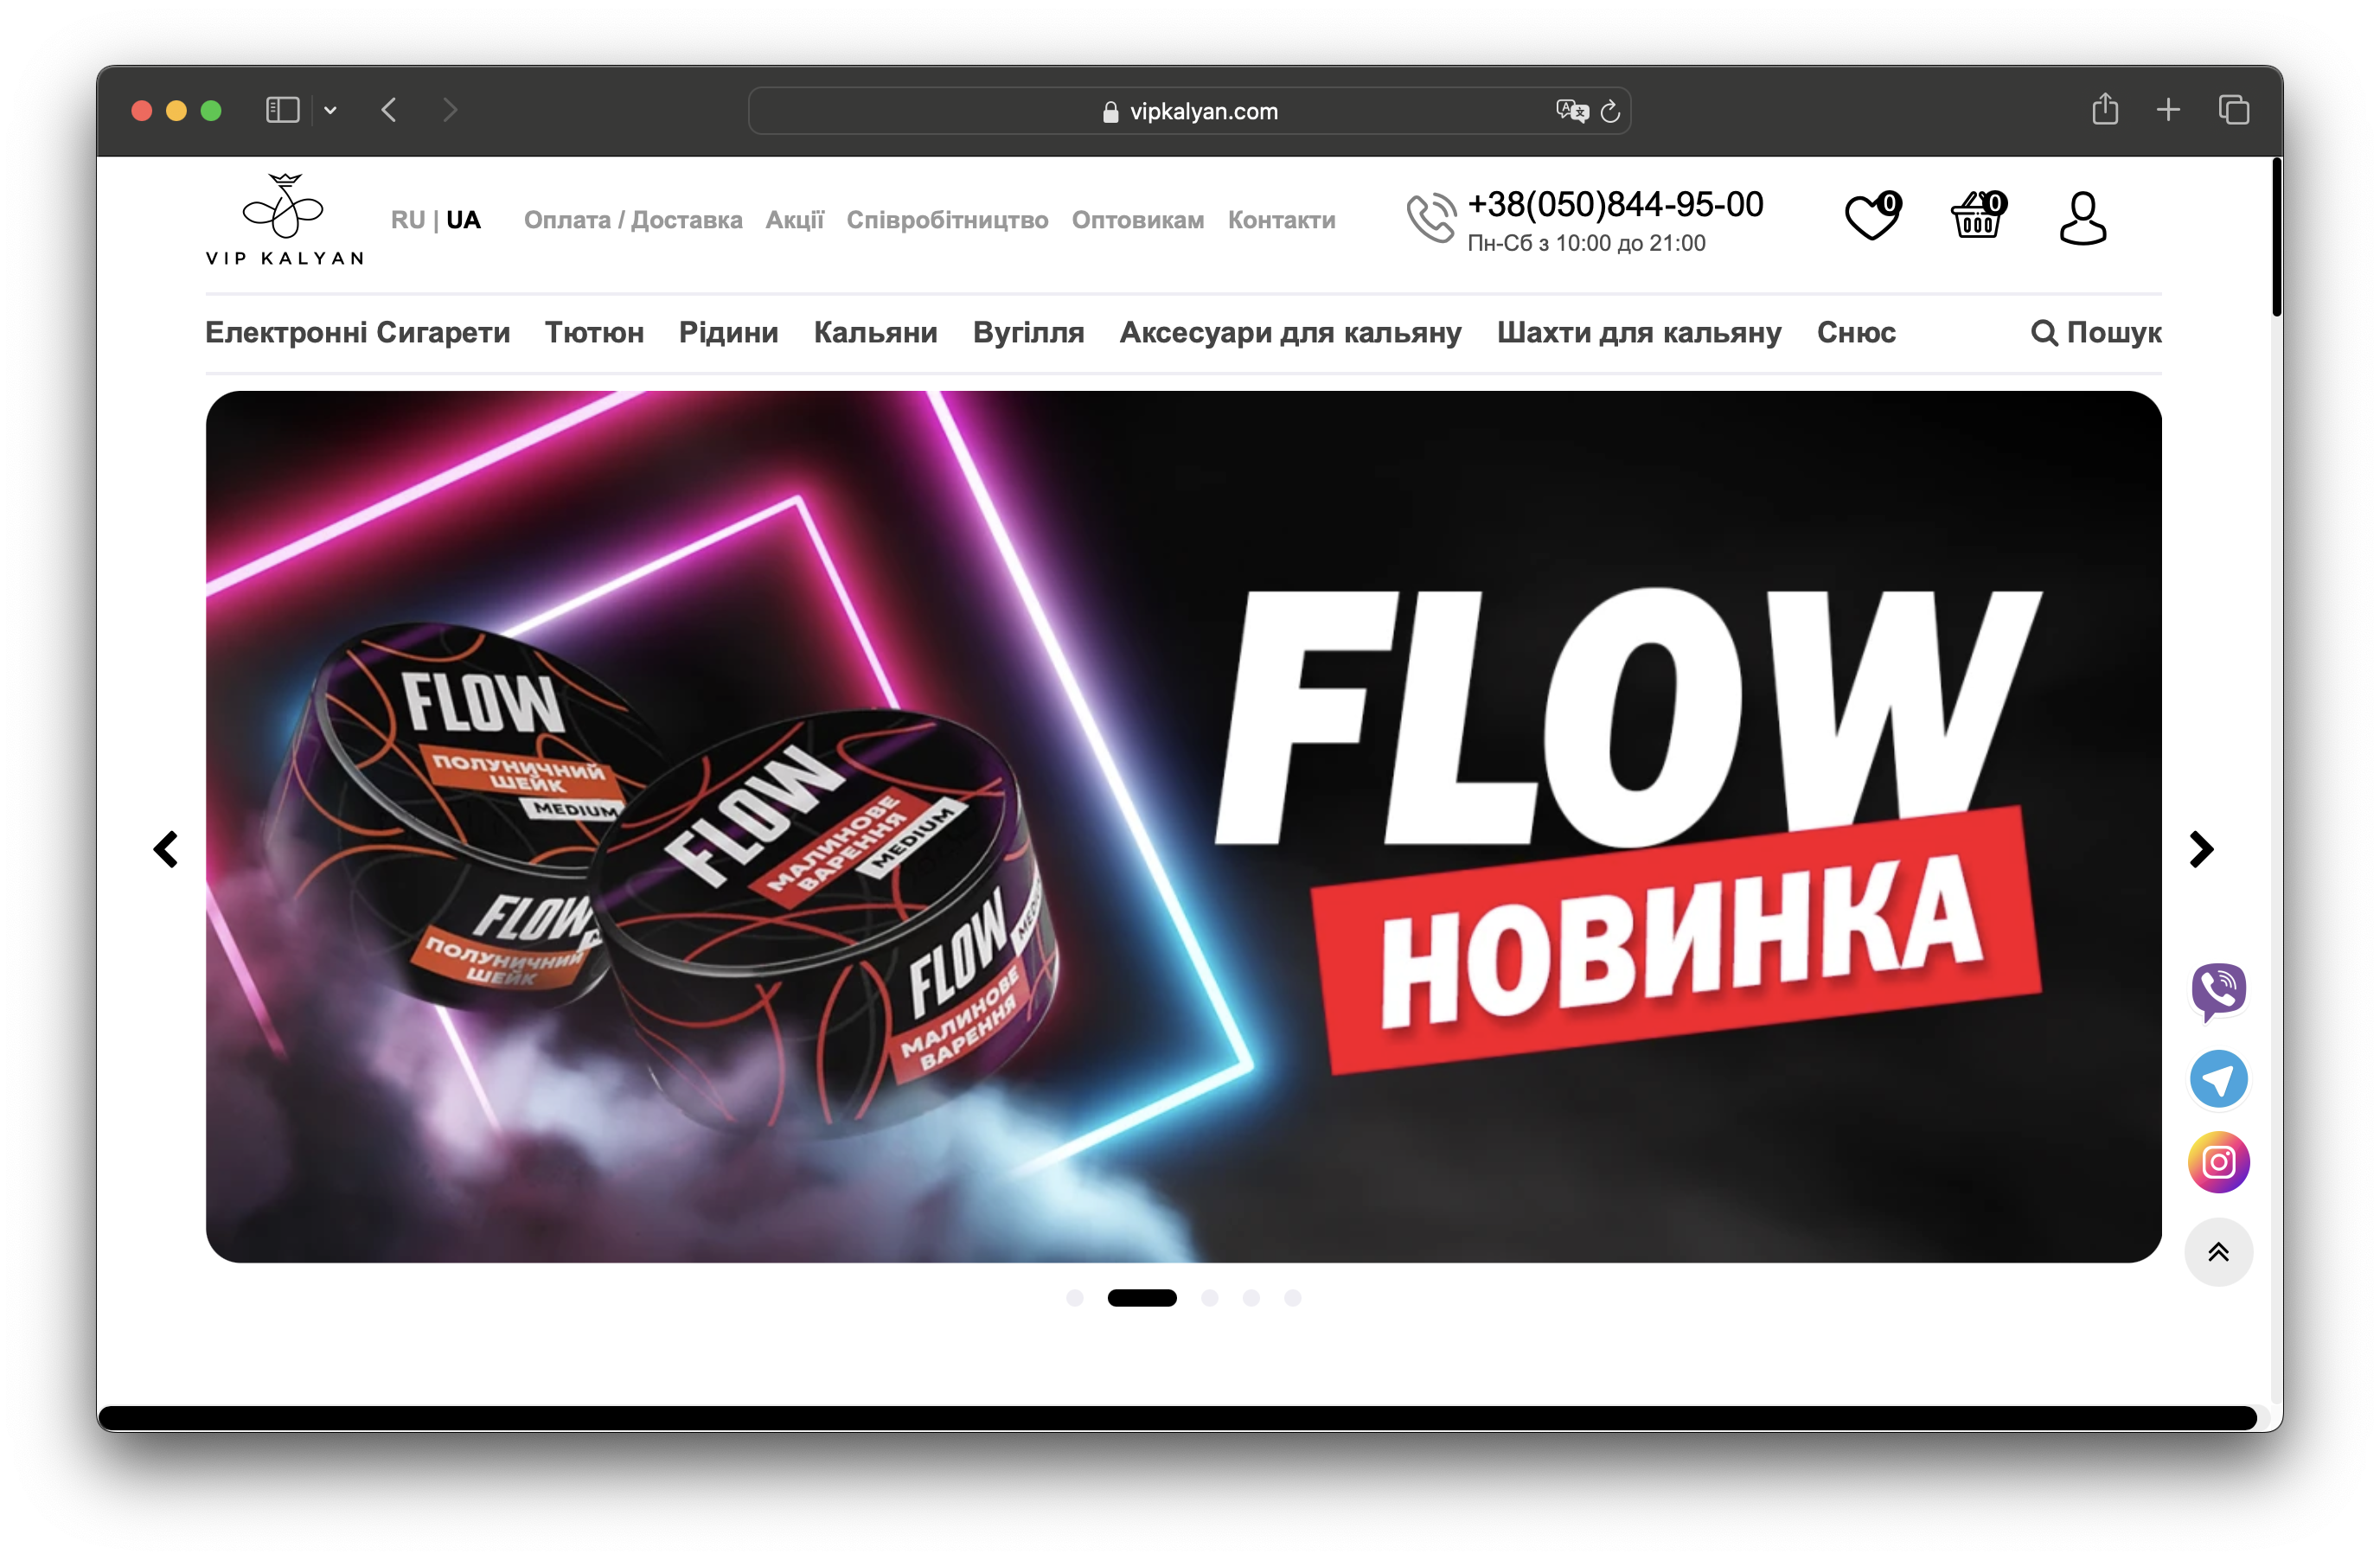 vipkalyan.com
VIP KALYAN
RU | UA
Оплата / Доставка
Акції
Співробітництво
Оптовикам
Контакти
+38(050)844-95-00
Пн-Сб з 10:00 до 21:00
0
0
Електронні Сигарети
Тютюн
Рідини
Кальяни
Вугілля
Аксесуари для кальяну
Шахти для кальяну
Снюс
Пошук
FLOW
ПОЛУНИЧНИЙ
ШЕЙК
MEDIUM
FLOW
ПОЛУНИЧНИЙ
ШЕЙК
FLOW
МАЛИНОВЕ
ВАРЕННЯ
MEDIUM
FLOW
МАЛИНОВЕ
ВАРЕННЯ
FLOW
НОВИНКА